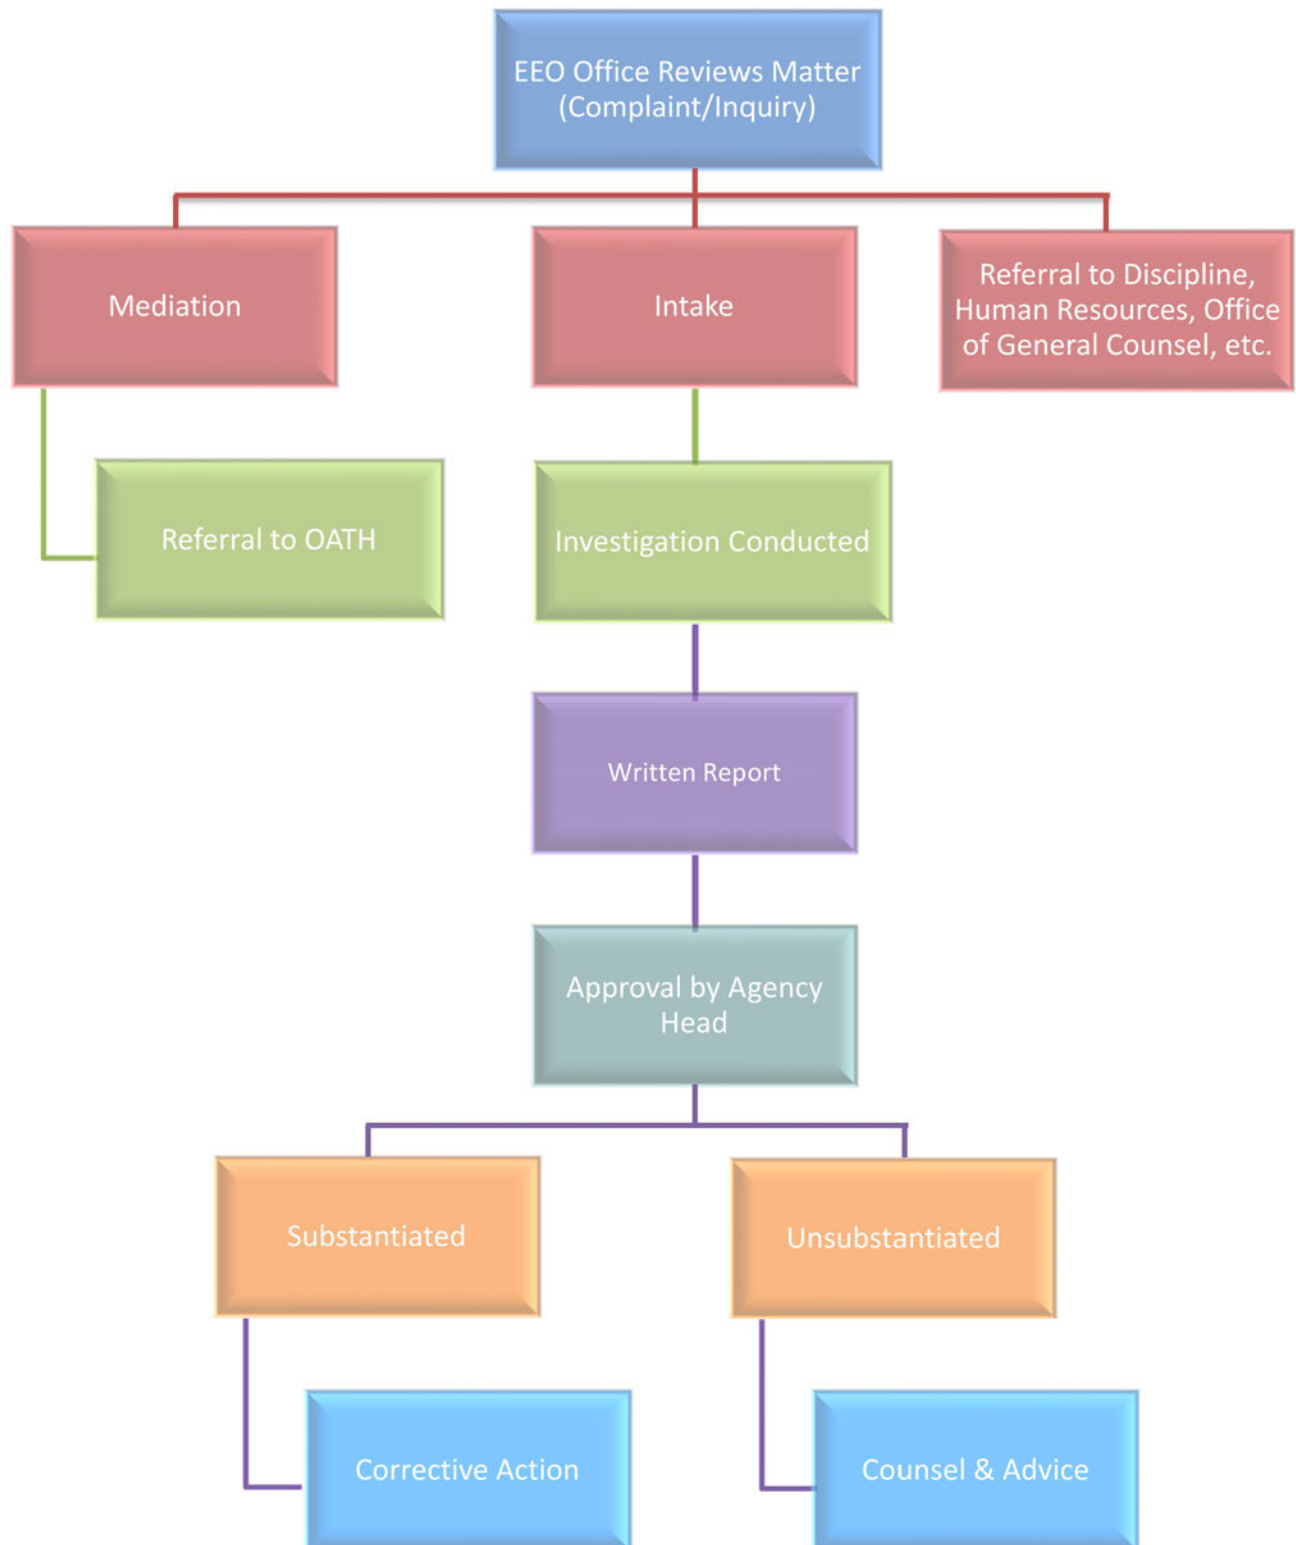 EEO Office Reviews Matter
(Complaint/Inquiry)
Mediation
Intake
Referral to Discipline,
Human Resources, Office
of General Counsel, etc.
Referral to OATH
Investigation Conducted
Written Report
Approval by Agency
Head
Substantiated
Unsubstantiated
Corrective Action
Counsel & Advice